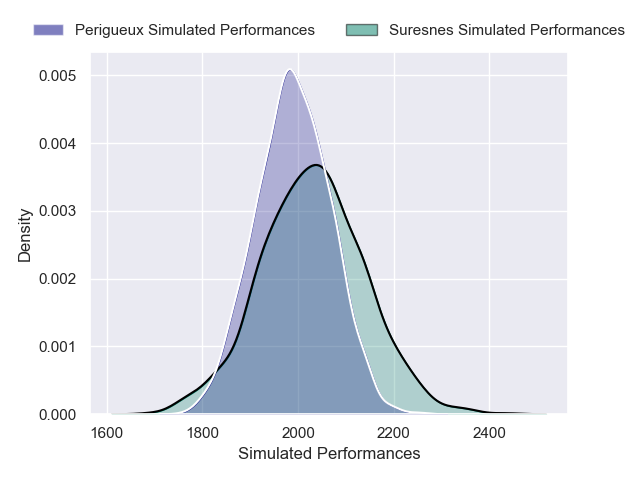 Perigueux Simulated Performances
Suresnes Simulated Performances
0.005
0.004
0.003
0.002
0.001
0.000
Density
1600
1800
2000
2200
2400
Simulated Performances